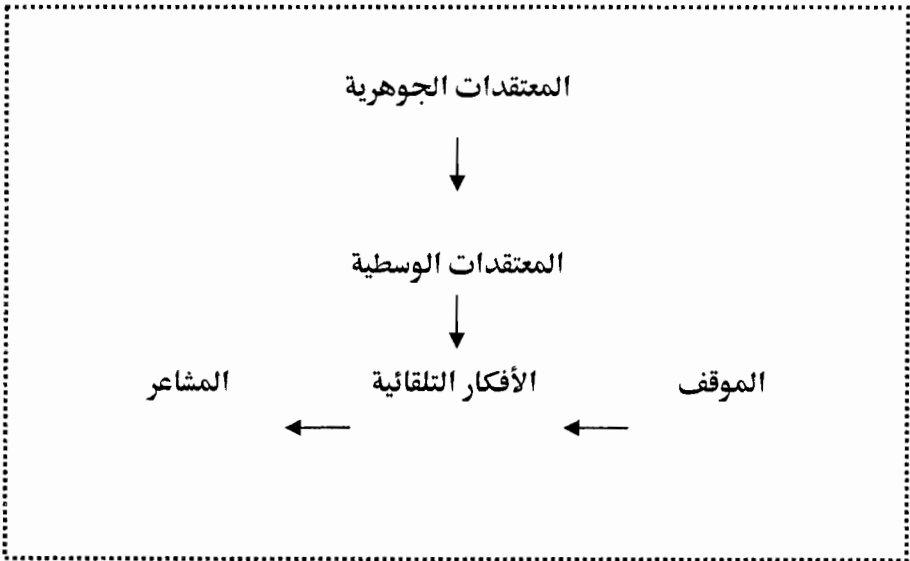 المعتقدات الجوهرية
المعتقدات الوسطية
الموقف الأفكار التلقائية المشاعر